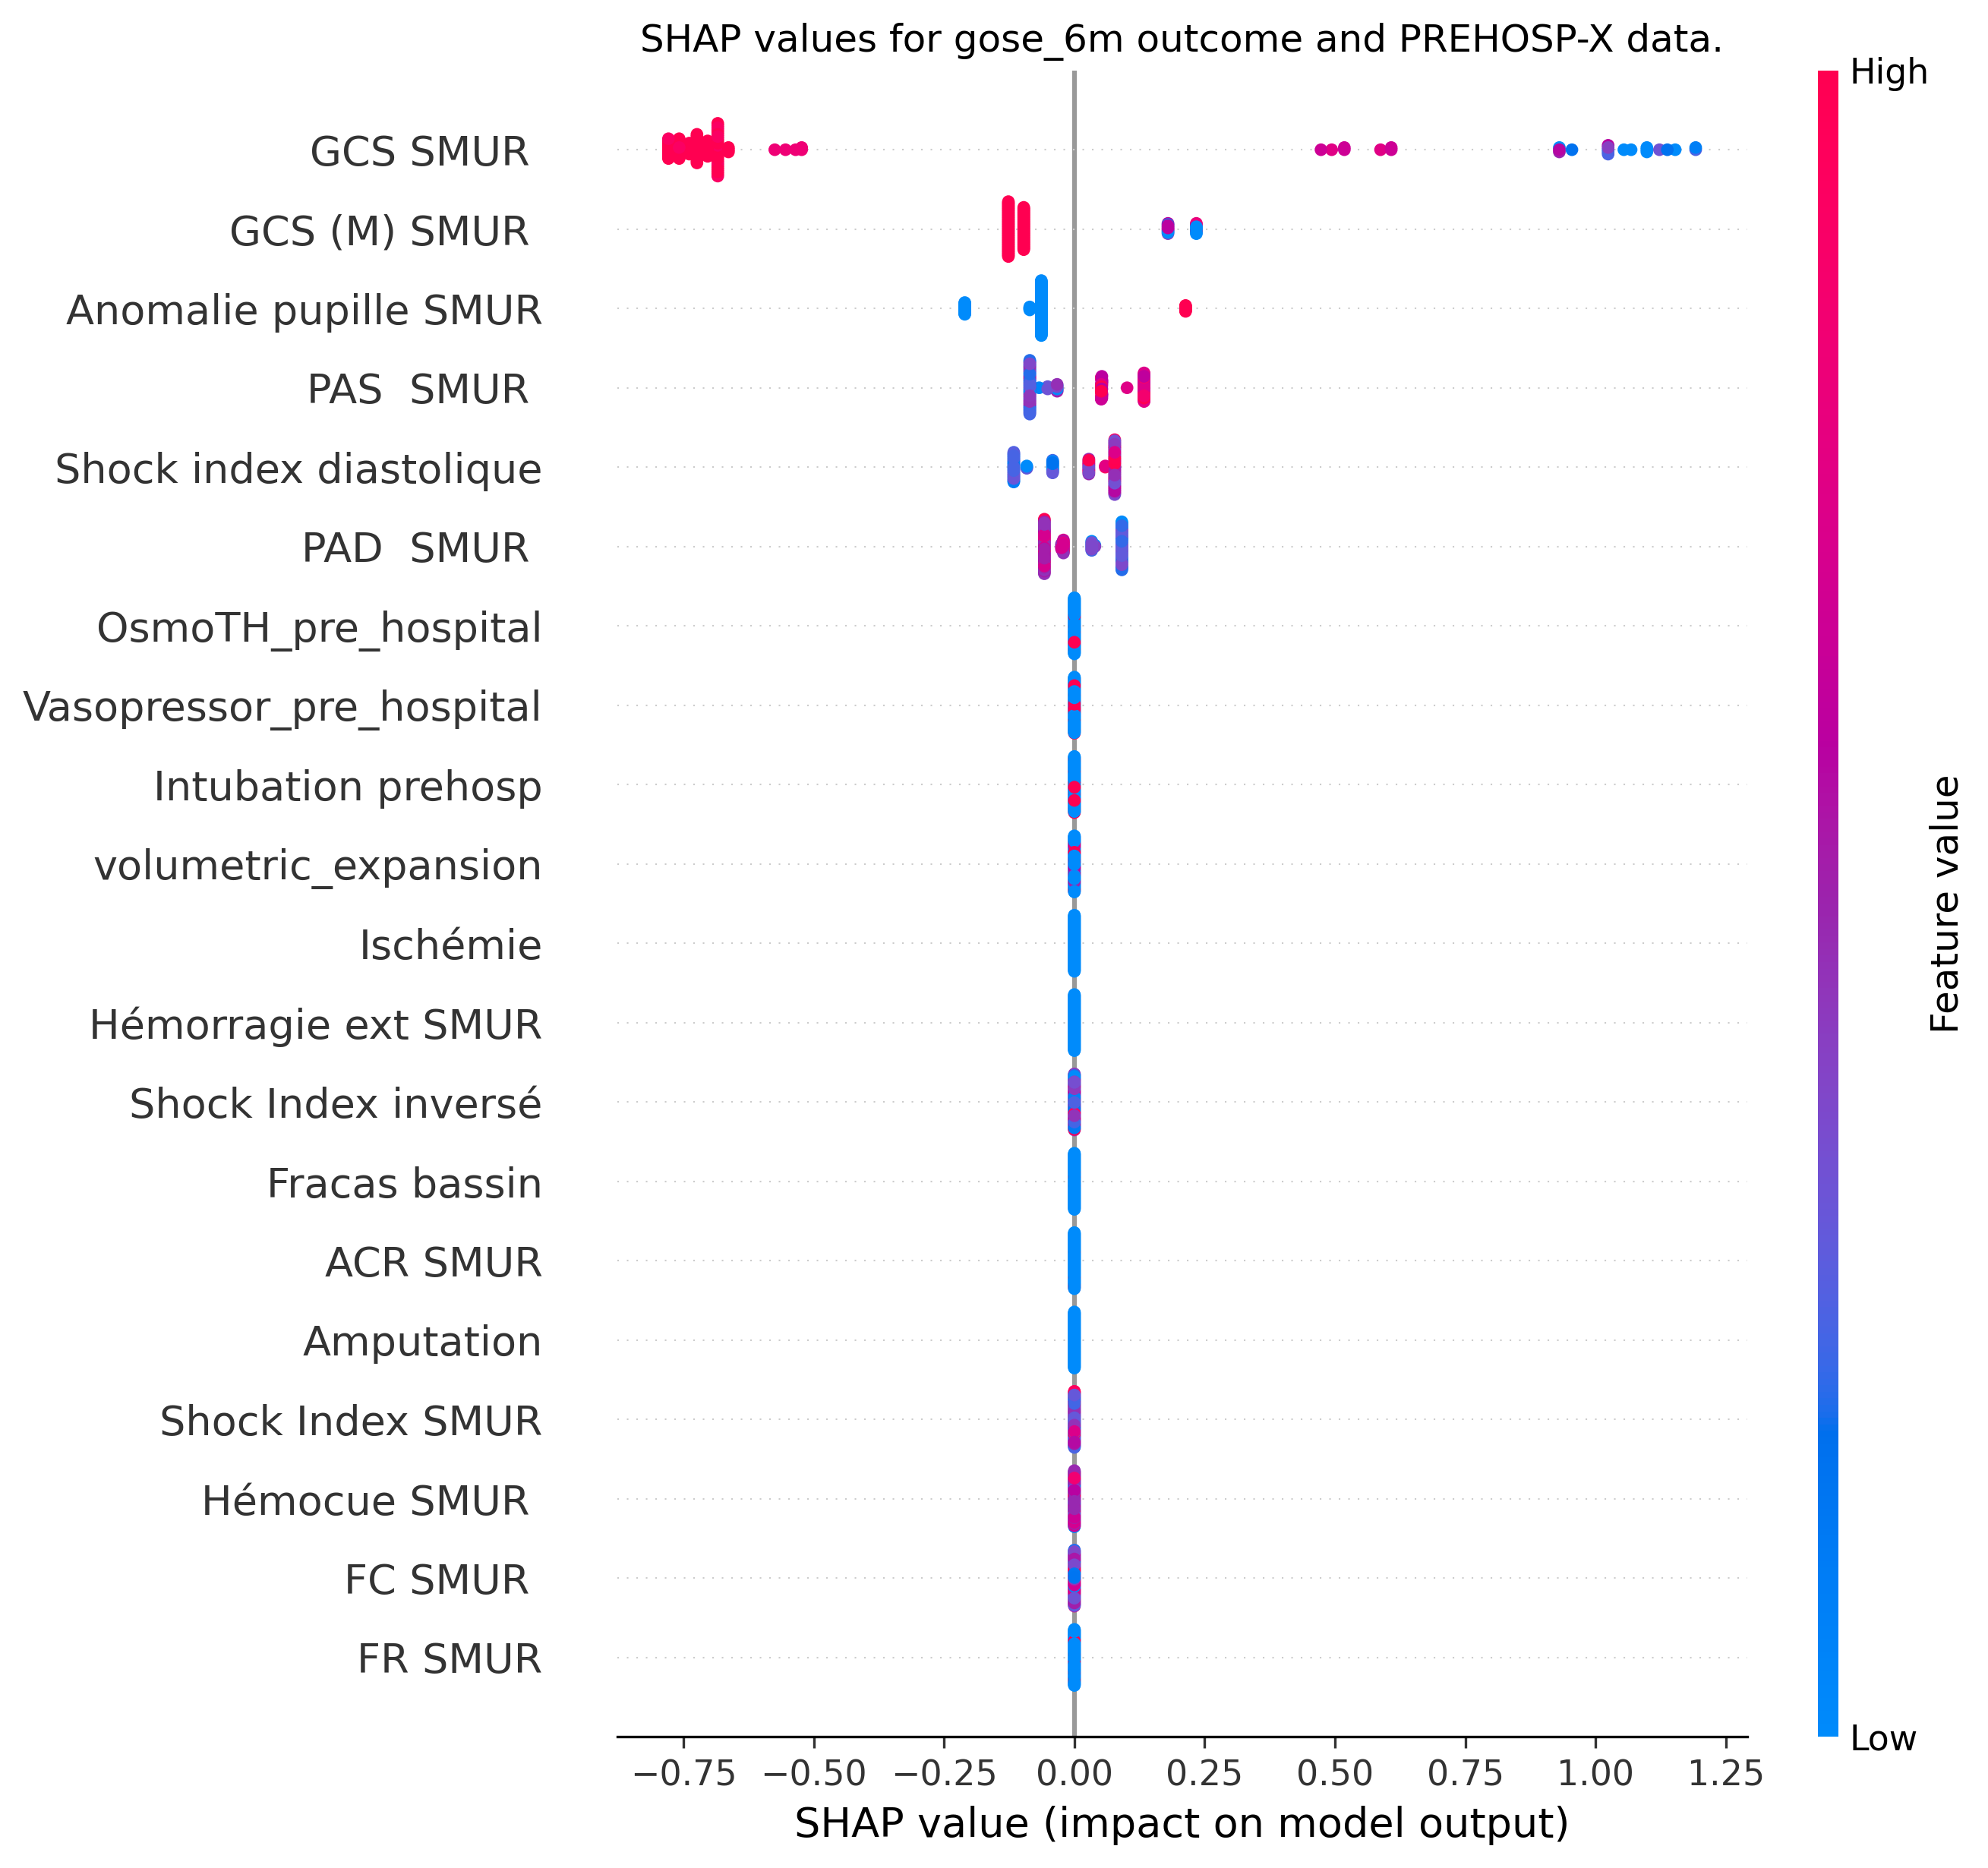 SHAP values for gose_6m outcome and PREHOSP-X data.
High
GCS SMUR
GCS (M) SMUR
Anomalie pupille SMUR
PAS  SMUR
Shock index diastolique
PAD  SMUR
OsmoTH_pre_hospital
Vasopressor_pre_hospital
Intubation prehosp
volumetric_expansion
Ischémie
Hémorragie ext SMUR
Shock Index inversé
Fracas bassin
ACR SMUR
Amputation
Shock Index SMUR
Hémocue SMUR
FC SMUR
FR SMUR
Feature value
Low
−0.75 −0.50 −0.25 0.00 0.25 0.50 0.75 1.00 1.25
SHAP value (impact on model output)